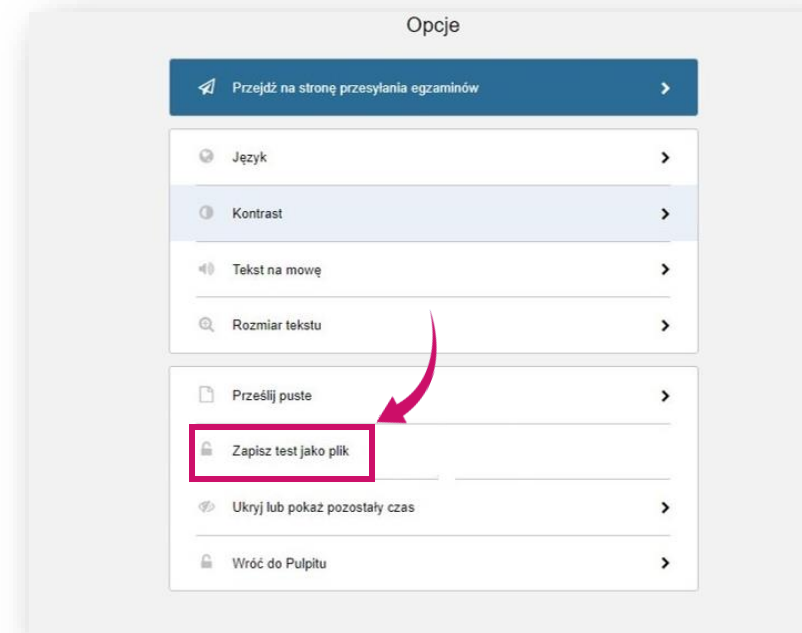 Opcje
Przejdź na stronę przesyłania egzaminów
Język
Kontrast
Tekst na mowę
Rozmiar tekstu
Prześlij puste
Zapisz test jako plik
Ukryj lub pokaż pozostały czas
Wróć do Pulpitu